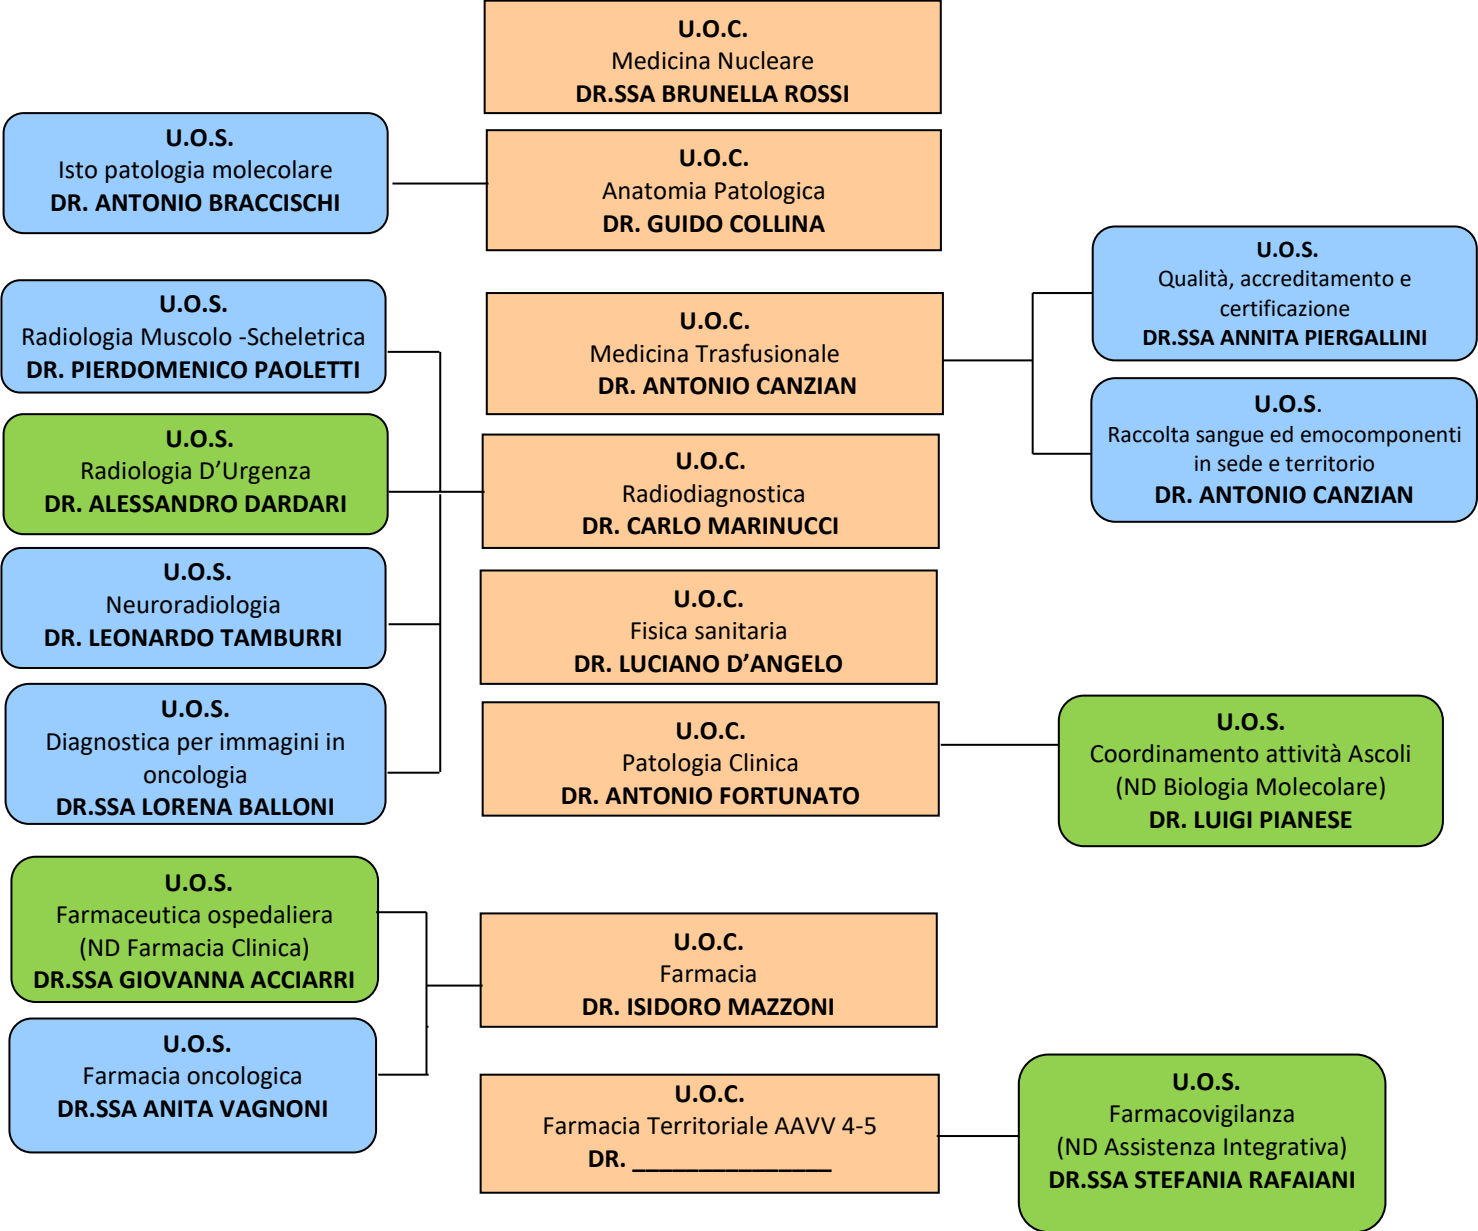 U.O.C.
Medicina Nucleare
DR.SSA BRUNELLA ROSSI
U.O.S.
Isto patologia molecolare
DR. ANTONIO BRACCISCHI
U.O.C.
Anatomia Patologica
DR. GUIDO COLLINA
U.O.S.
Qualità, accreditamento e
certificazione
DR.SSA ANNITA PIERGALLINI
U.O.S.
Radiologia Muscolo -Scheletrica
DR. PIERDOMENICO PAOLETTI
U.O.C.
Medicina Trasfusionale
DR. ANTONIO CANZIAN
U.O.S.
Raccolta sangue ed emocomponenti
in sede e territorio
DR. ANTONIO CANZIAN
U.O.S.
Radiologia D’Urgenza
DR. ALESSANDRO DARDARI
U.O.C.
Radiodiagnostica
DR. CARLO MARINUCCI
U.O.S.
Neuroradiologia
DR. LEONARDO TAMBURRI
U.O.C.
Fisica sanitaria
DR. LUCIANO D’ANGELO
U.O.S.
Diagnostica per immagini in
oncologia
DR.SSA LORENA BALLONI
U.O.C.
Patologia Clinica
DR. ANTONIO FORTUNATO
U.O.S.
Coordinamento attività Ascoli
(ND Biologia Molecolare)
DR. LUIGI PIANESE
U.O.S.
Farmaceutica ospedaliera
(ND Farmacia Clinica)
DR.SSA GIOVANNA ACCIARRI
U.O.C.
Farmacia
DR. ISIDORO MAZZONI
U.O.S.
Farmacia oncologica
DR.SSA ANITA VAGNONI
U.O.C.
Farmacia Territoriale AAVV 4-5
DR. _______________
U.O.S.
Farmacovigilanza
(ND Assistenza Integrativa)
DR.SSA STEFANIA RAFAIANI